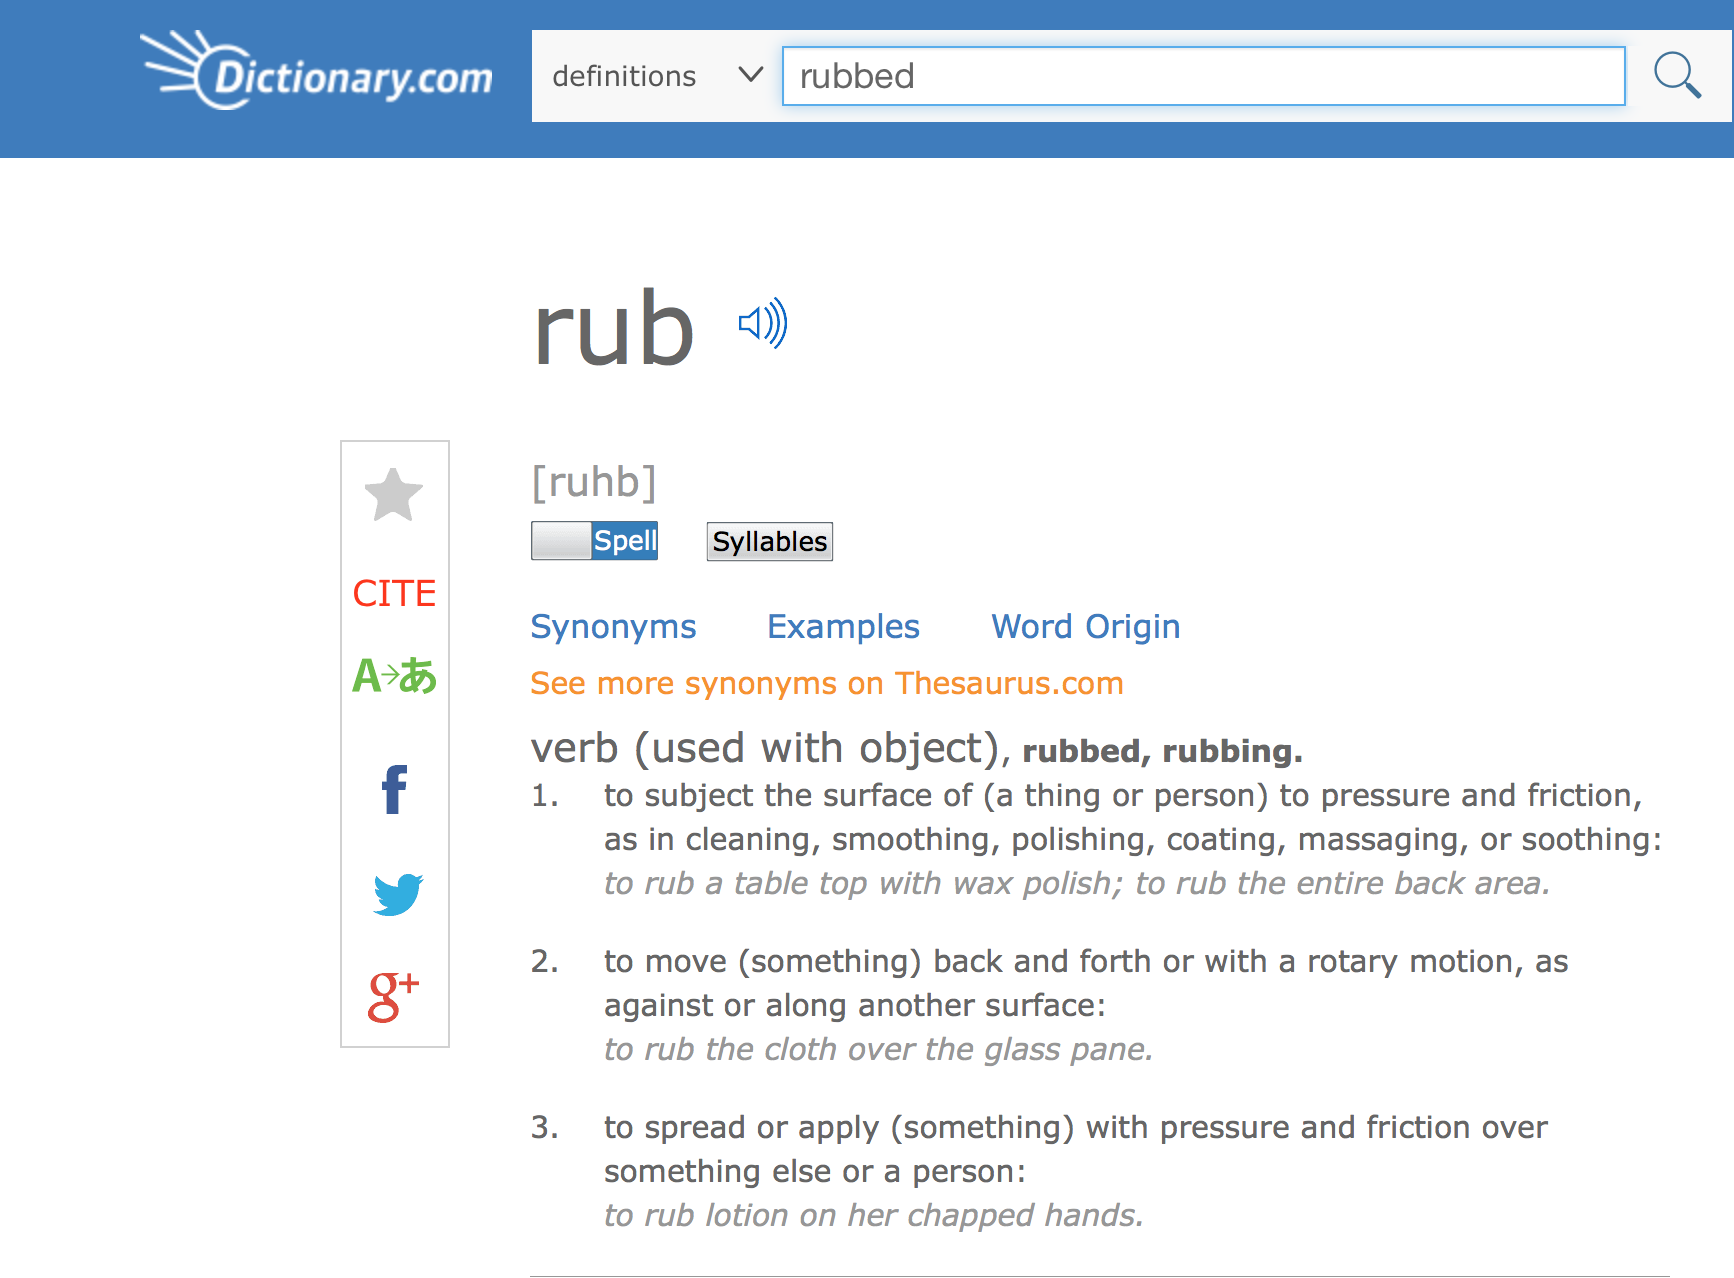 Dictionary.com
definitions
rubbed
rub
[ruhb]
Spell Syllables
Synonyms Examples Word Origin
See more synonyms on Thesaurus.com
verb (used with object), rubbed, rubbing.
1. to subject the surface of (a thing or person) to pressure and friction,
as in cleaning, smoothing, polishing, coating, massaging, or soothing:
to rub a table top with wax polish; to rub the entire back area.
2. to move (something) back and forth or with a rotary motion, as
against or along another surface:
to rub the cloth over the glass pane.
3. to spread or apply (something) with pressure and friction over
something else or a person:
to rub lotion on her chapped hands.
CITE
A→あ
f
g+